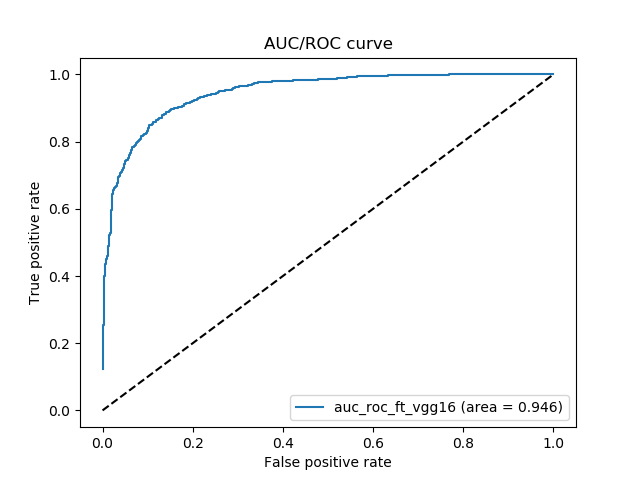 AUC/ROC curve
1.0
0.8
0.6
0.4
0.2
0.0
True positive rate
auc_roc_ft_vgg16 (area = 0.946)
0.0 0.2 0.4 0.6 0.8 1.0
False positive rate